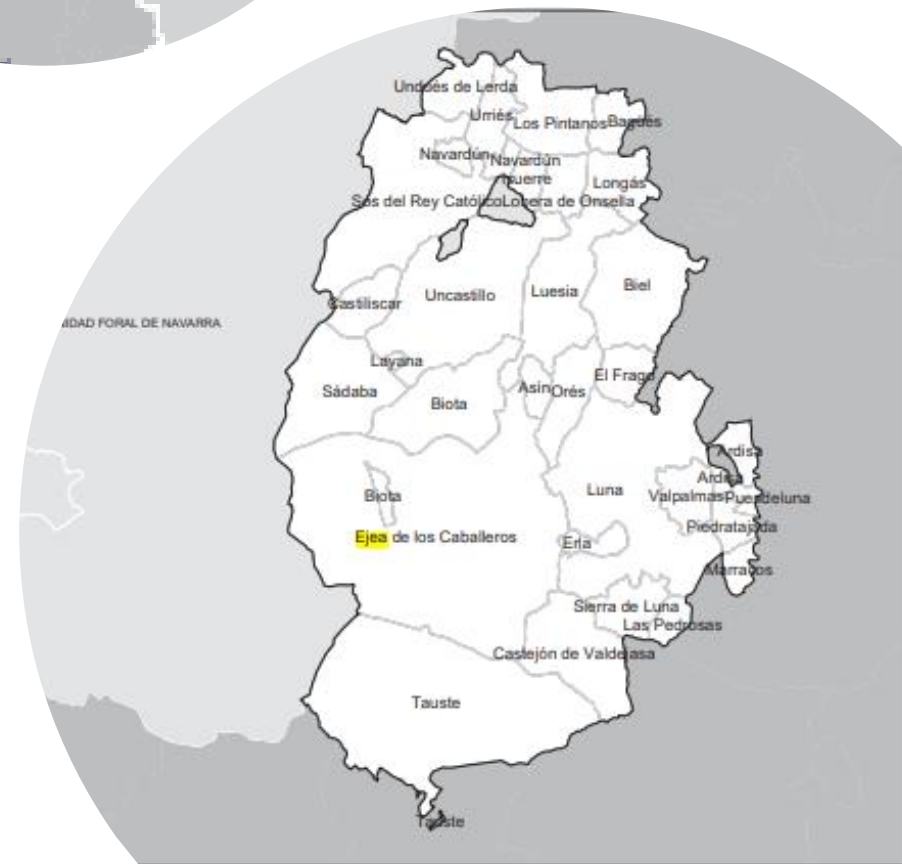 Undués de Lerda
Urriés
Los Pintanos
Bagüés
Navardún
Navardún
Isuerre
Longás
Sos del Rey Católico
Lobera de Onsella
Biel
Luesia
Uncastillo
Castiliscar
IDAD FORAL DE NAVARRA
Layana
El Frago
Sádaba
Asín
Orés
Biota
Ardisa
Ardisa
Luna
Biota
Valpalmas
Puendeluna
Piedratajada
Ejea de los Caballeros
Erla
Marracos
Sierra de Luna
Las Pedrosas
Castejón de Valdejasa
Tauste
Tauste